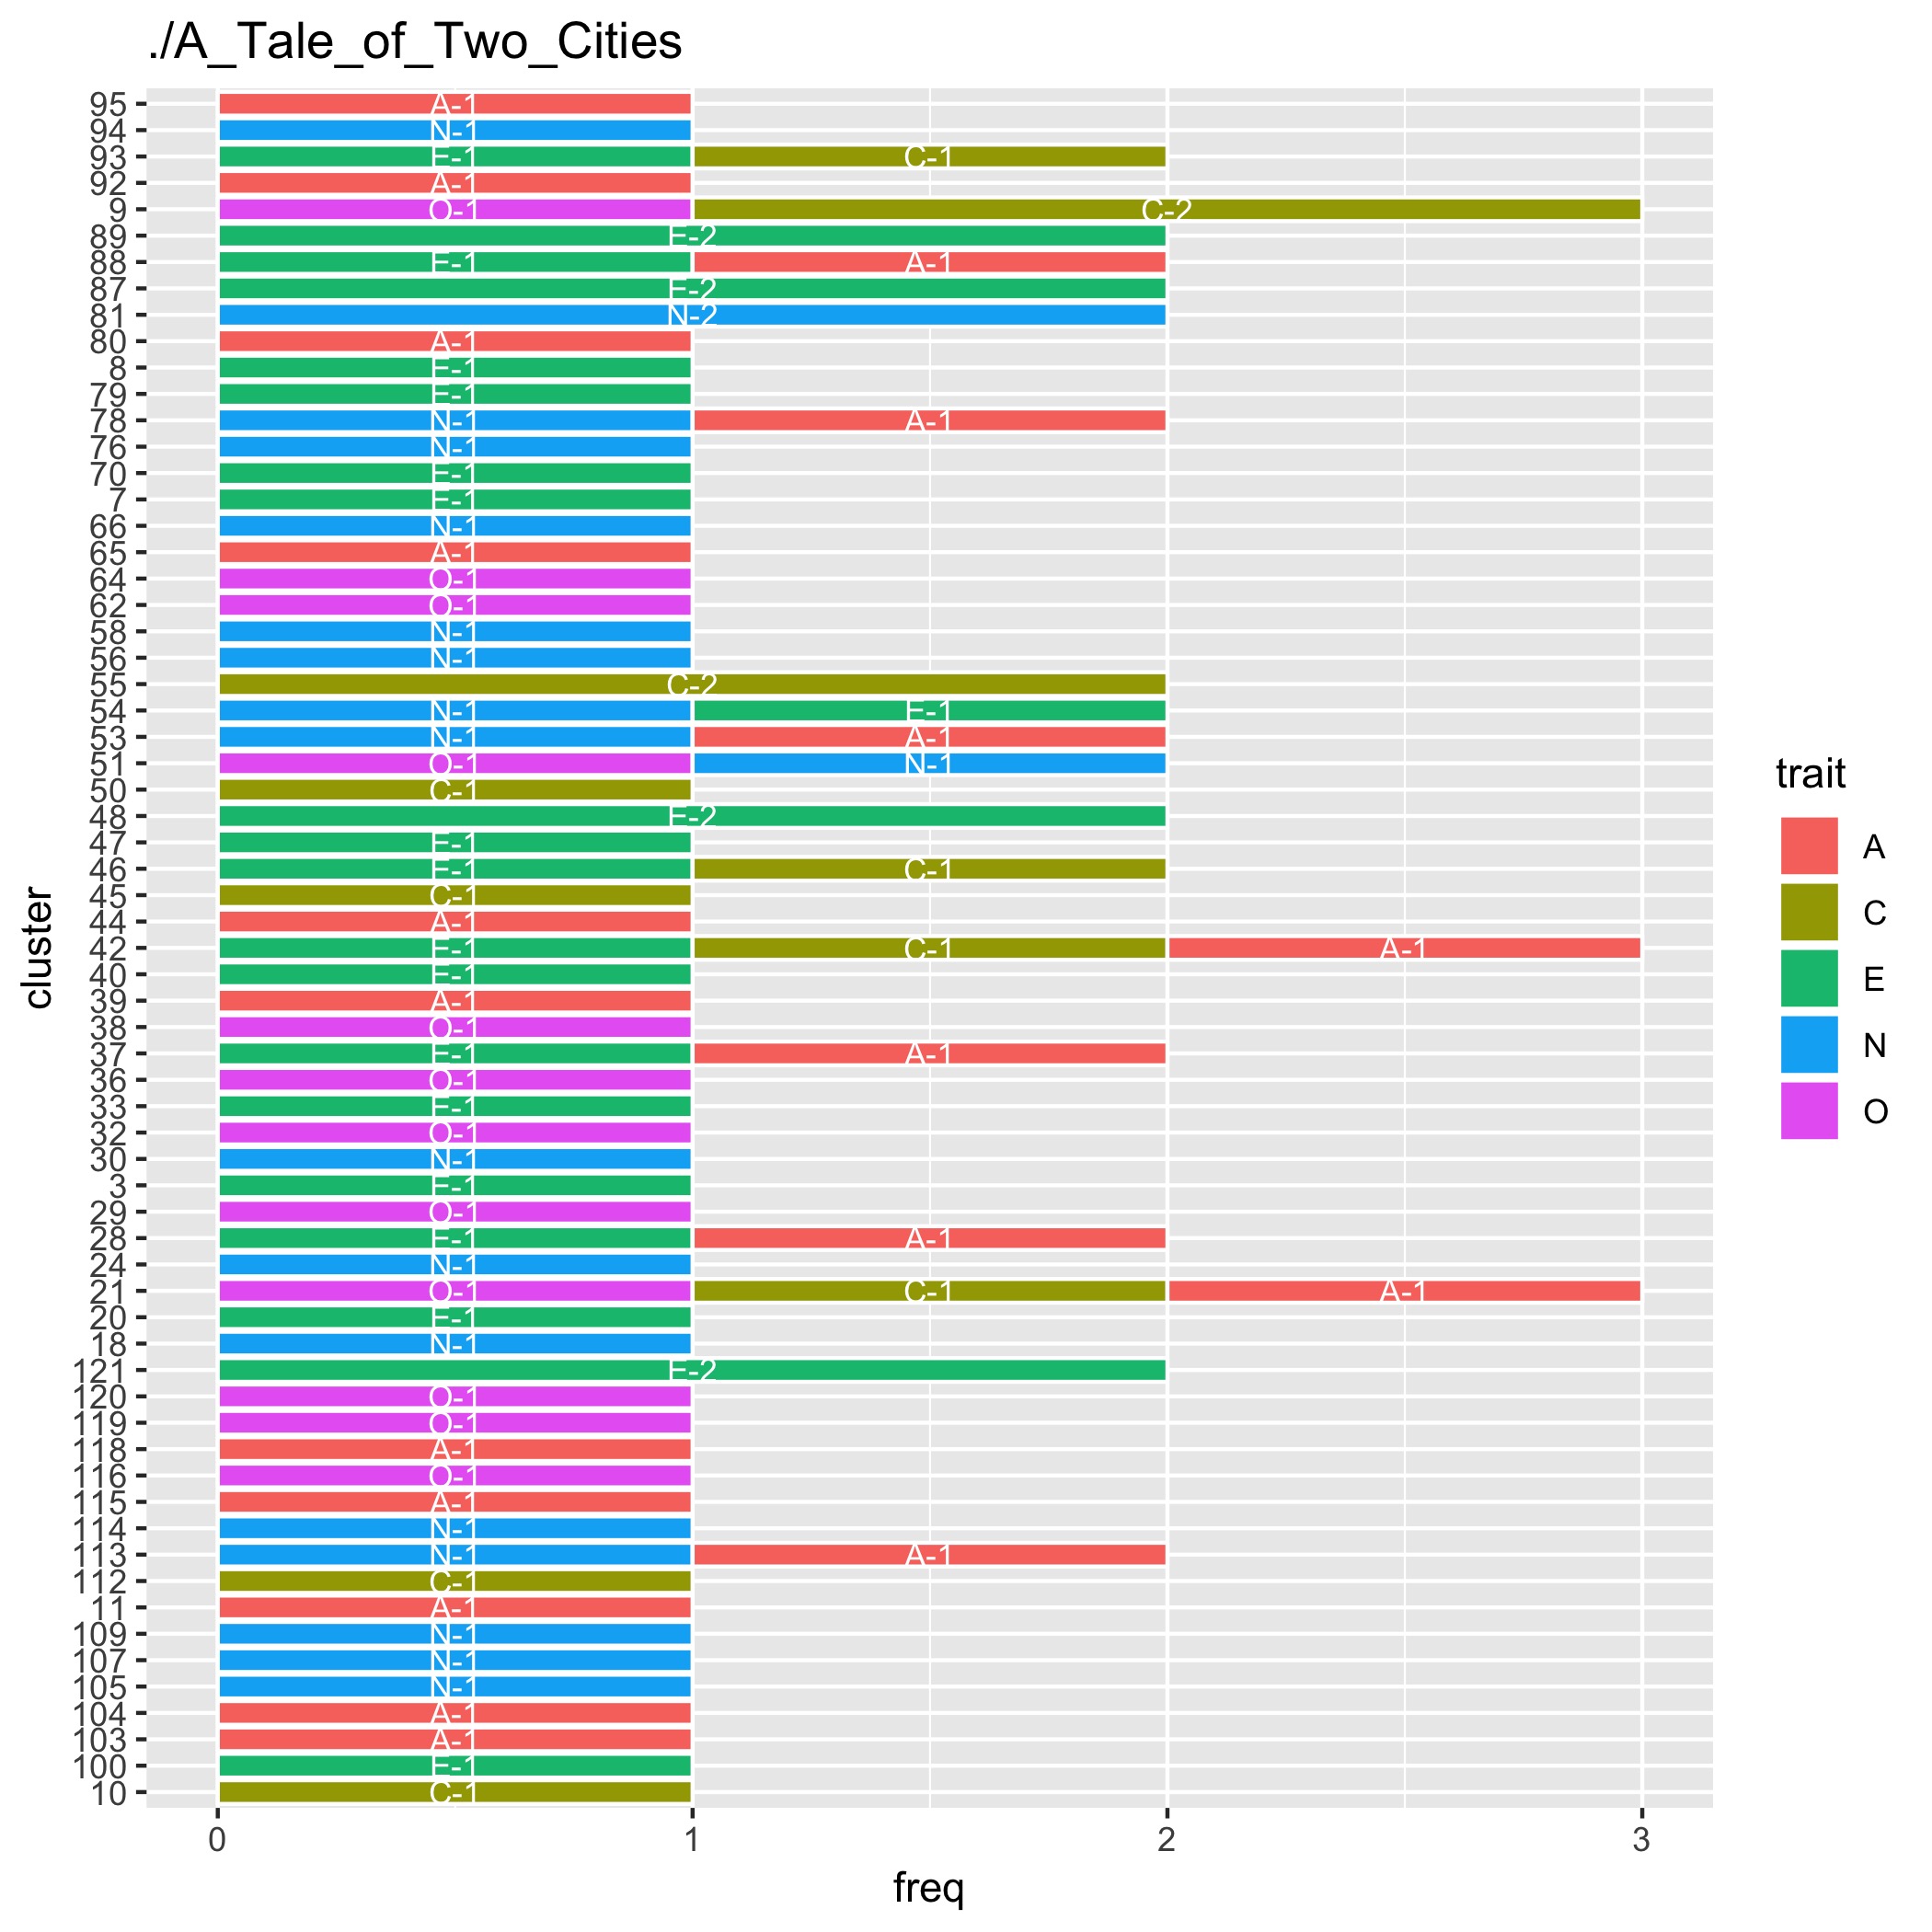 ./A_Tale_of_Two_Cities
95 A-1
94 N-1
93 E-1 C-1
92 A-1
9 O-1 C-2
89 E-2
88 E-1 A-1
87 E-2
81 N-2
80 A-1
8 E-1
79 E-1
78 N-1 A-1
76 N-1
70 E-1
7 E-1
66 N-1
65 A-1
64 O-1
62 O-1
58 N-1
56 N-1
55 C-2
54 N-1 E-1
53 N-1 A-1
51 O-1 N-1
50 C-1
48 E-2
47 E-1
46 E-1 C-1
45 C-1
44 A-1
42 E-1 C-1 A-1
40 E-1
39 A-1
38 O-1
37 E-1 A-1
36 O-1
33 E-1
32 O-1
30 N-1
3 E-1
29 O-1
28 E-1 A-1
24 N-1
21 O-1 C-1 A-1
20 E-1
18 N-1
121 E-2
120 O-1
119 O-1
118 A-1
116 O-1
115 A-1
114 N-1
113 N-1 A-1
112 C-1
11 A-1
109 N-1
107 N-1
105 N-1
104 A-1
103 A-1
100 E-1
10 C-1
0 1 2 3
freq
cluster
trait
A
C
E
N
O